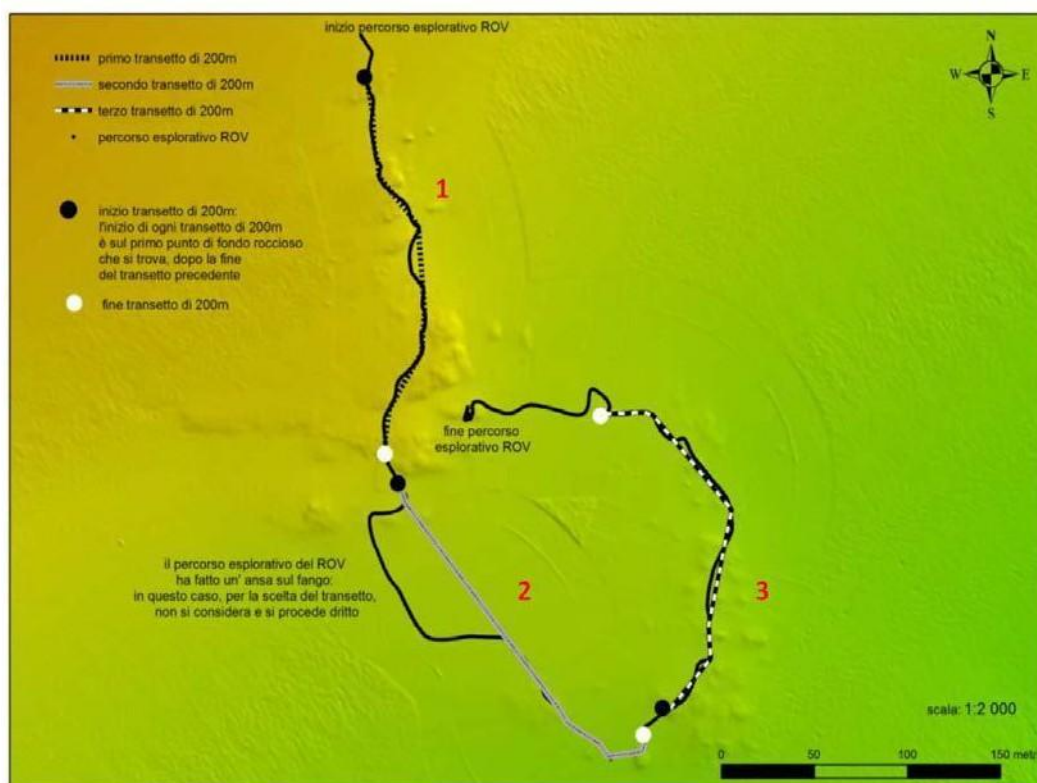 inizio percorso esplorativo ROV
primo transetto di 200m
secondo transetto di 200m
terzo transetto di 200m
percorso esplorativo ROV
inizio transetto di 200m:
l'inizio di ogni transetto di 200m
è sul primo punto di fondo roccioso
che si trova, dopo la fine
del transetto precedente
fine transetto di 200m
N
W
E
S
1
fine percorso
esplorativo ROV
il percorso esplorativo del ROV
ha fatto un' ansa sul fango:
in questo caso, per la scelta del transetto,
non si considera e si procede dritto
2
3
scala: 1:2 000
0 50 100 150